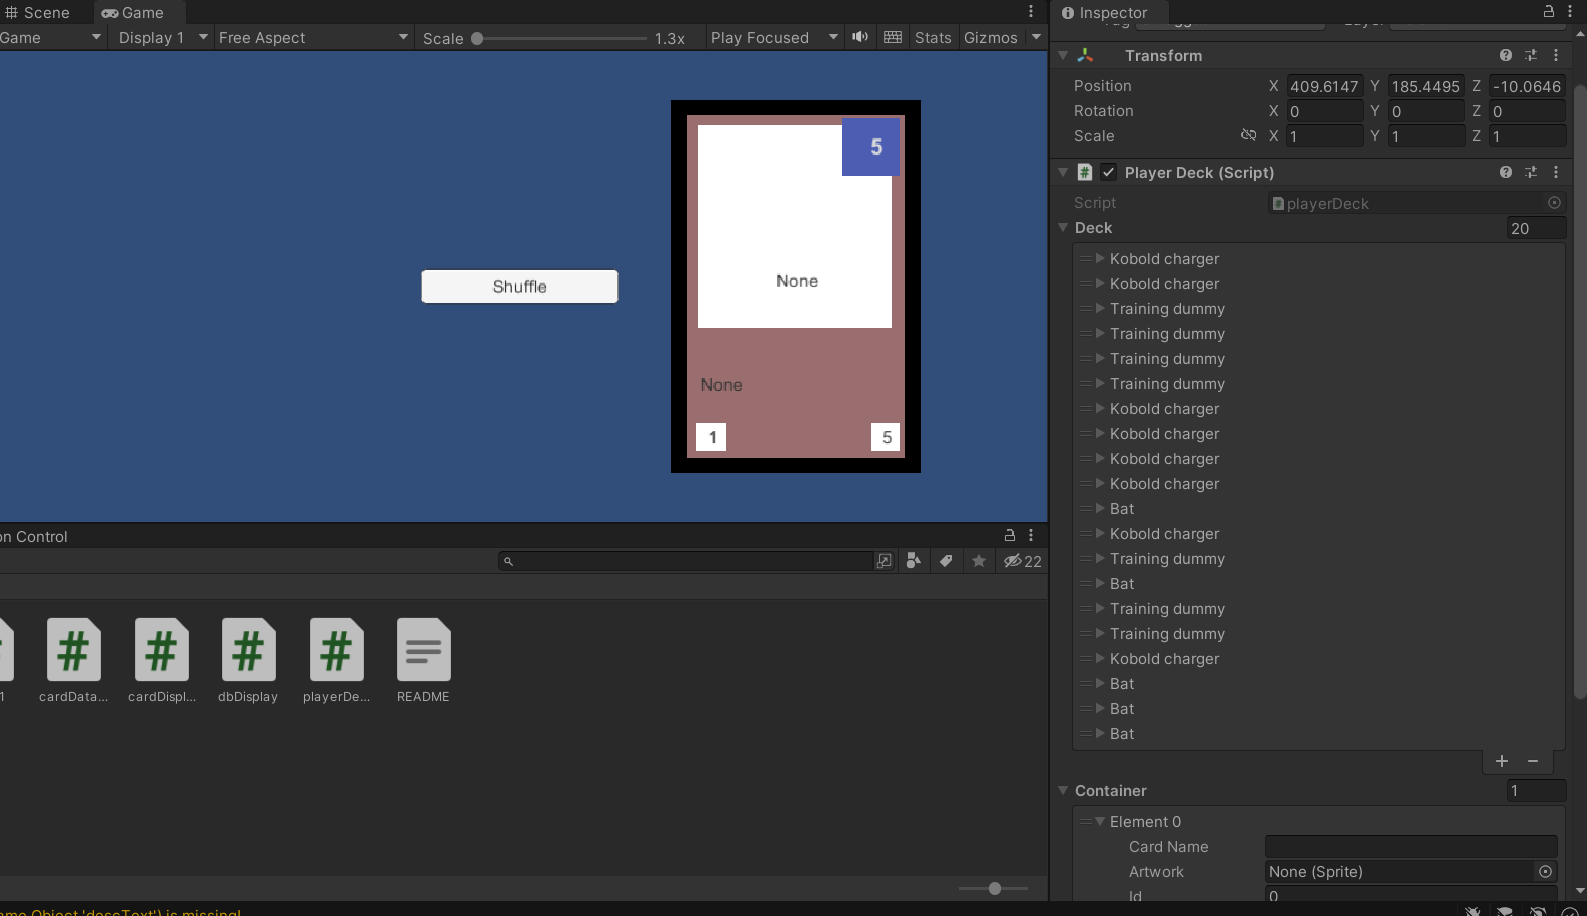 Scene
Game
Inspector
Game
Display 1
Free Aspect
Scale
1.3x
Play Focused
Stats
Gizmos
Transform
Position
X 409.6147 Y 185.4495 Z -10.0646
Rotation
X 0 Y 0 Z 0
Scale
X 1 Y 1 Z 1
5
None
Shuffle
None
1
5
Player Deck (Script)
Script
# playerDeck
Deck
20
Kobold charger
Kobold charger
Training dummy
Training dummy
Training dummy
Training dummy
Kobold charger
Kobold charger
Kobold charger
Kobold charger
Bat
Kobold charger
Training dummy
Bat
Training dummy
Training dummy
Kobold charger
Bat
Bat
Bat
+ −
Container
1
Element 0
Card Name
Artwork
None (Sprite)
Id
0
on Control
22
1
cardData...
cardDispl...
dbDisplay
playerDe...
README
ame Object 'descText') is missing!